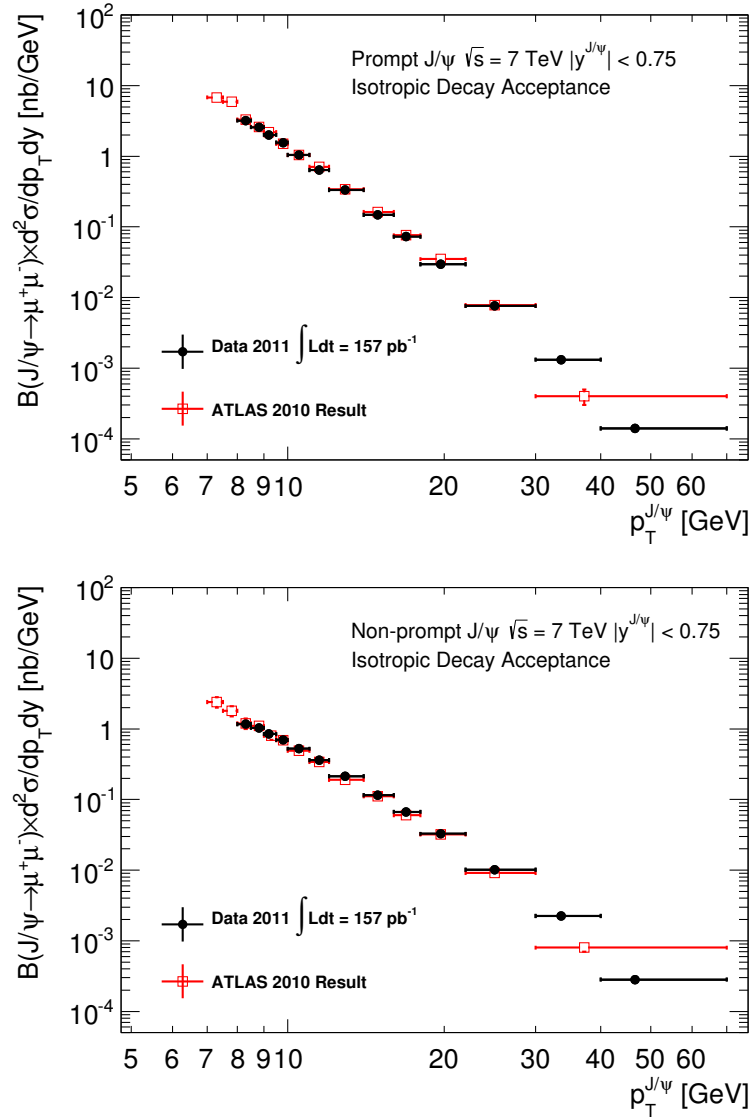 10²
Prompt J/ψ √s = 7 TeV |y^{J/ψ}| < 0.75
10
Isotropic Decay Acceptance
1
10⁻¹
10⁻²
10⁻³
10⁻⁴
B(J/ψ→μ⁺μ⁻)×d²σ/dp_T dy [nb/GeV]
Data 2011 ∫Ldt = 157 pb⁻¹
ATLAS 2010 Result
5 6 7 8 9 10 20 30 40 50 60
p_T^{J/ψ} [GeV]
10²
Non-prompt J/ψ √s = 7 TeV |y^{J/ψ}| < 0.75
10
Isotropic Decay Acceptance
1
10⁻¹
10⁻²
10⁻³
10⁻⁴
B(J/ψ→μ⁺μ⁻)×d²σ/dp_T dy [nb/GeV]
Data 2011 ∫Ldt = 157 pb⁻¹
ATLAS 2010 Result
5 6 7 8 9 10 20 30 40 50 60
p_T^{J/ψ} [GeV]